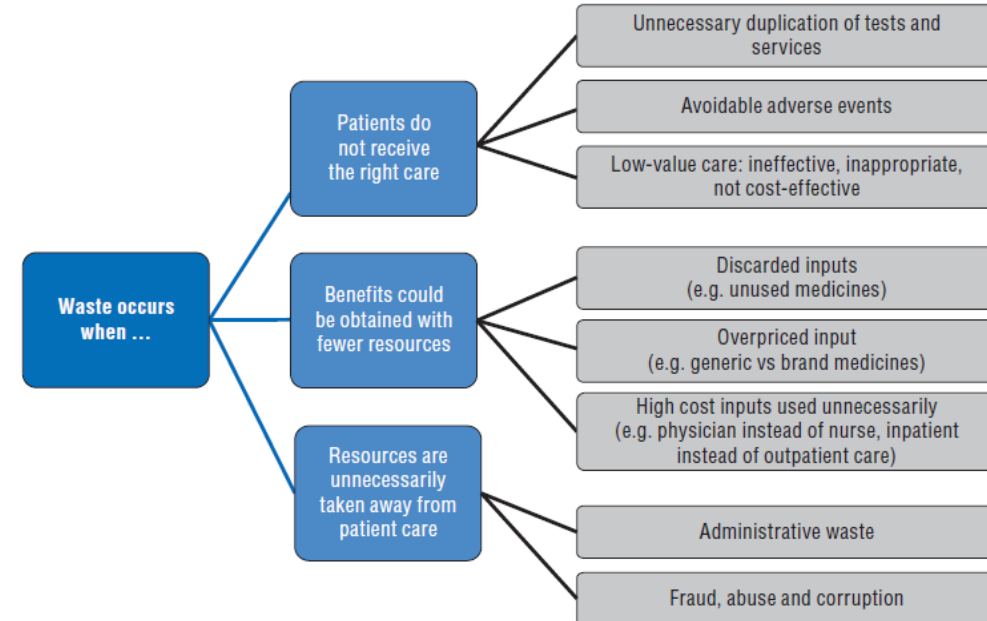 Waste occurs
when ...
Patients do
not receive
the right care
Unnecessary duplication of tests and
services
Avoidable adverse events
Low-value care: ineffective, inappropriate,
not cost-effective
Benefits could
be obtained with
fewer resources
Discarded inputs
(e.g. unused medicines)
Overpriced input
(e.g. generic vs brand medicines)
High cost inputs used unnecessarily
(e.g. physician instead of nurse, inpatient
instead of outpatient care)
Resources are
unnecessarily
taken away from
patient care
Administrative waste
Fraud, abuse and corruption